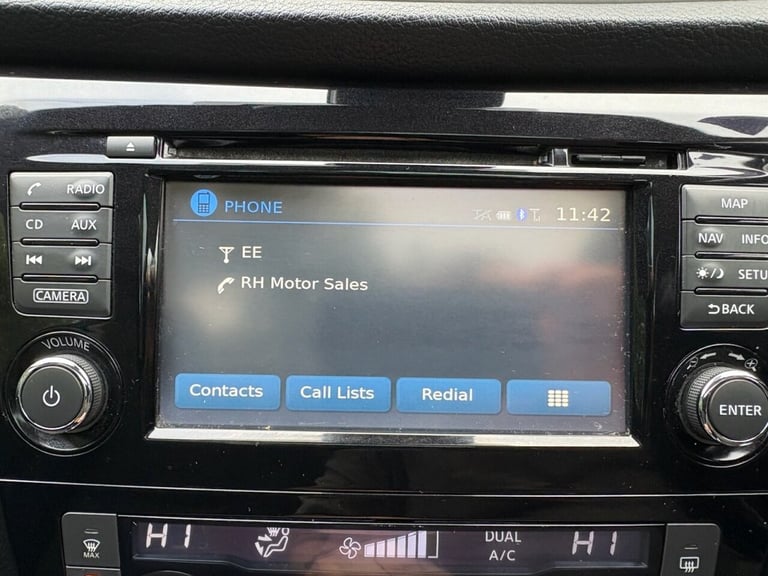 RADIO
CD AUX
CAMERA
VOLUME
PHONE 11:42
EE
RH Motor Sales
Contacts Call Lists Redial
MAP
NAV INFO
SETU
BACK
ENTER
MAX
HI DUAL HI
A/C